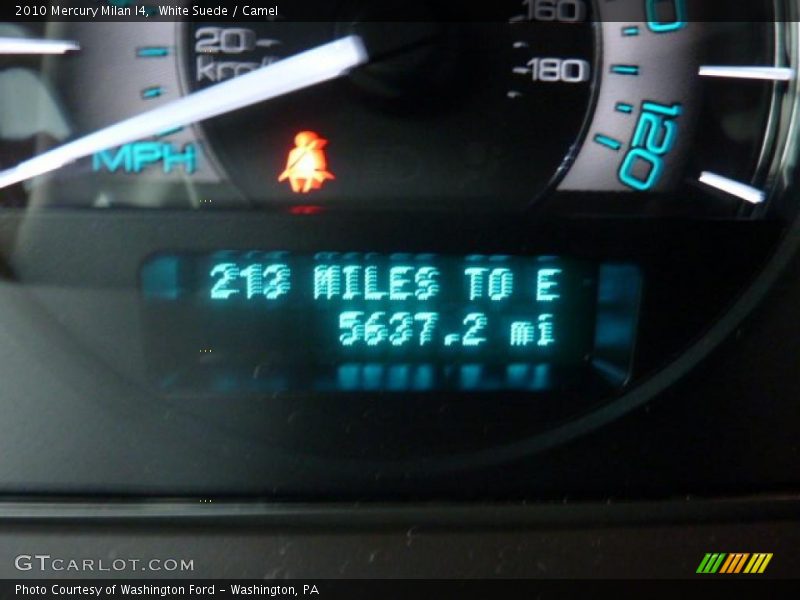 2010 Mercury Milan I4,, White Suede / Camel
20
km/h
160
180
120
MPH
213 MILES TO E
5637.2 mi
GTCARLOT.COM
Photo Courtesy of Washington Ford - Washington, PA